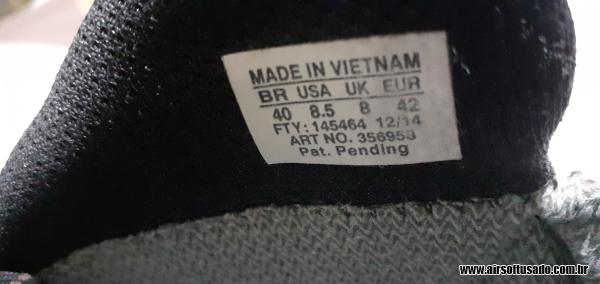 MADE IN VIETNAM
BR USA UK EUR
40 8.5 8 42
FTY: 145464 12/14
ART NO. 356958
Pat. Pending
www.airsoftusado.com.br